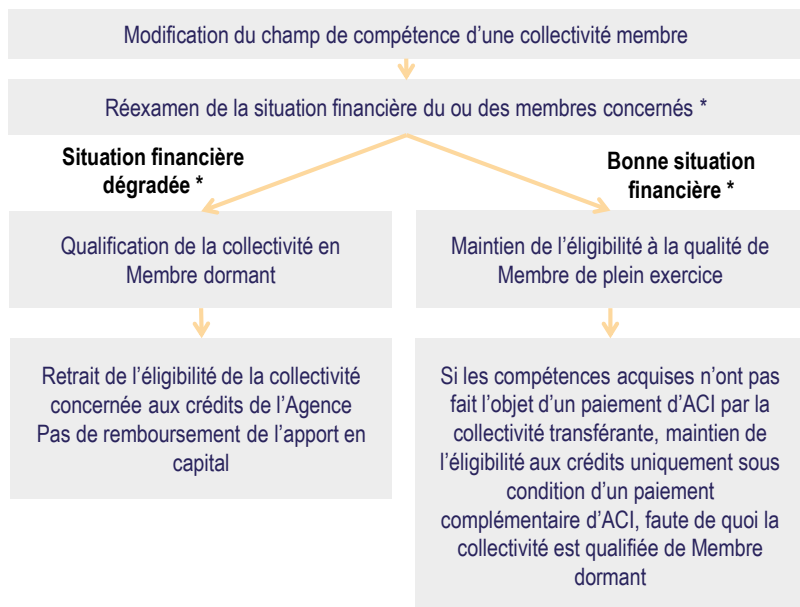 Modification du champ de compétence d'une collectivité membre
Réexamen de la situation financière du ou des membres concernés *
Situation financière
dégradée *
Bonne situation
financière *
Qualification de la collectivité en
Membre dormant
Maintien de l'éligibilité à la qualité de
Membre de plein exercice
Retrait de l'éligibilité de la collectivité
concernée aux crédits de l'Agence
Pas de remboursement de l'apport en
capital
Si les compétences acquises n'ont pas
fait l'objet d'un paiement d'ACI par la
collectivité transférante, maintien de
l'éligibilité aux crédits uniquement sous
condition d'un paiement
complémentaire d'ACI, faute de quoi la
collectivité est qualifiée de Membre
dormant